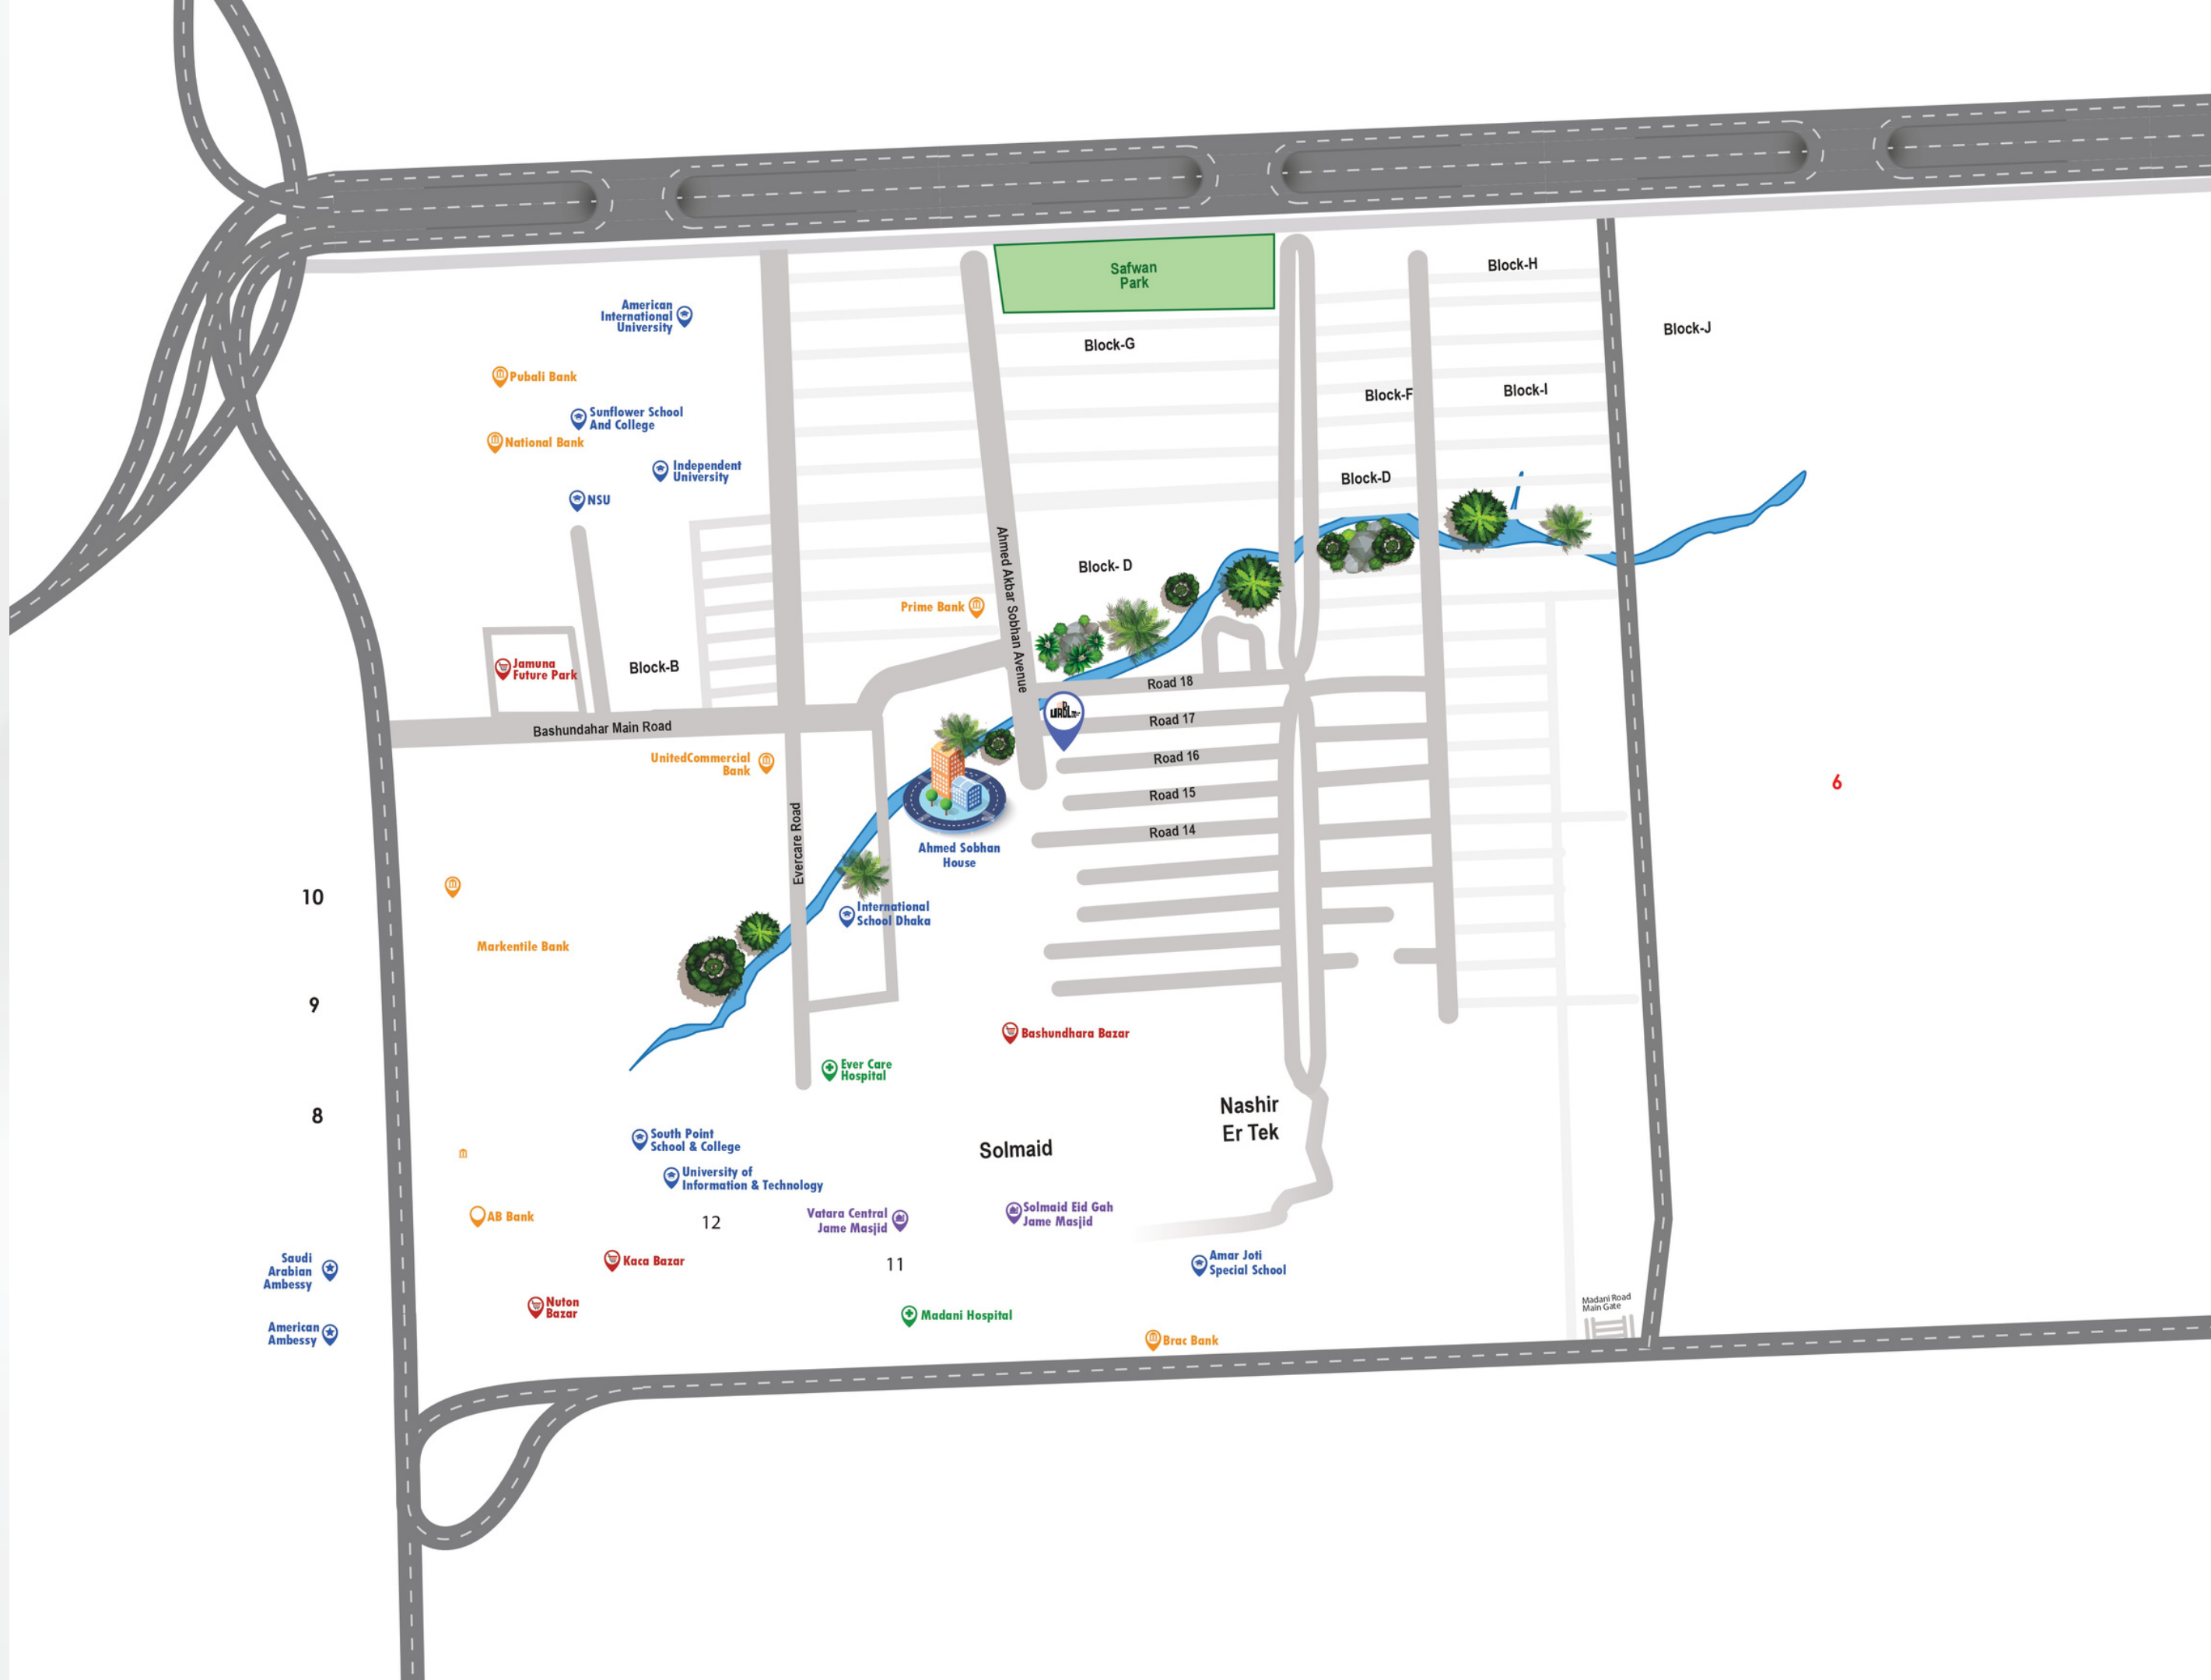 Safwan
Park
Block-H
American
International
University
Block-J
Block-G
Pubali Bank
Block-F
Block-I
Sunflower School
And College
National Bank
Independent
University
Block-D
NSU
Ahmed Akbar Sobhan Avenue
Block- D
Prime Bank
Jamuna
Future Park
Block-B
Road 18
Bashundahar Main Road
Road 17
UnitedCommercial
Bank
Road 16
6
Road 15
Evercare Road
Road 14
Ahmed Sobhan
House
10
International
School Dhaka
Markentile Bank
9
Bashundhara Bazar
Ever Care
Hospital
8
Nashir
Er Tek
South Point
School & College
Solmaid
University of
Information & Technology
AB Bank
12
Vatara Central
Jame Masjid
Solmaid Eid Gah
Jame Masjid
Saudi
Arabian
Ambessy
Kaca Bazar
11
Amar Joti
Special School
Nuton
Bazar
Madani Hospital
Madani Road
Main Gate
American
Ambessy
Brac Bank